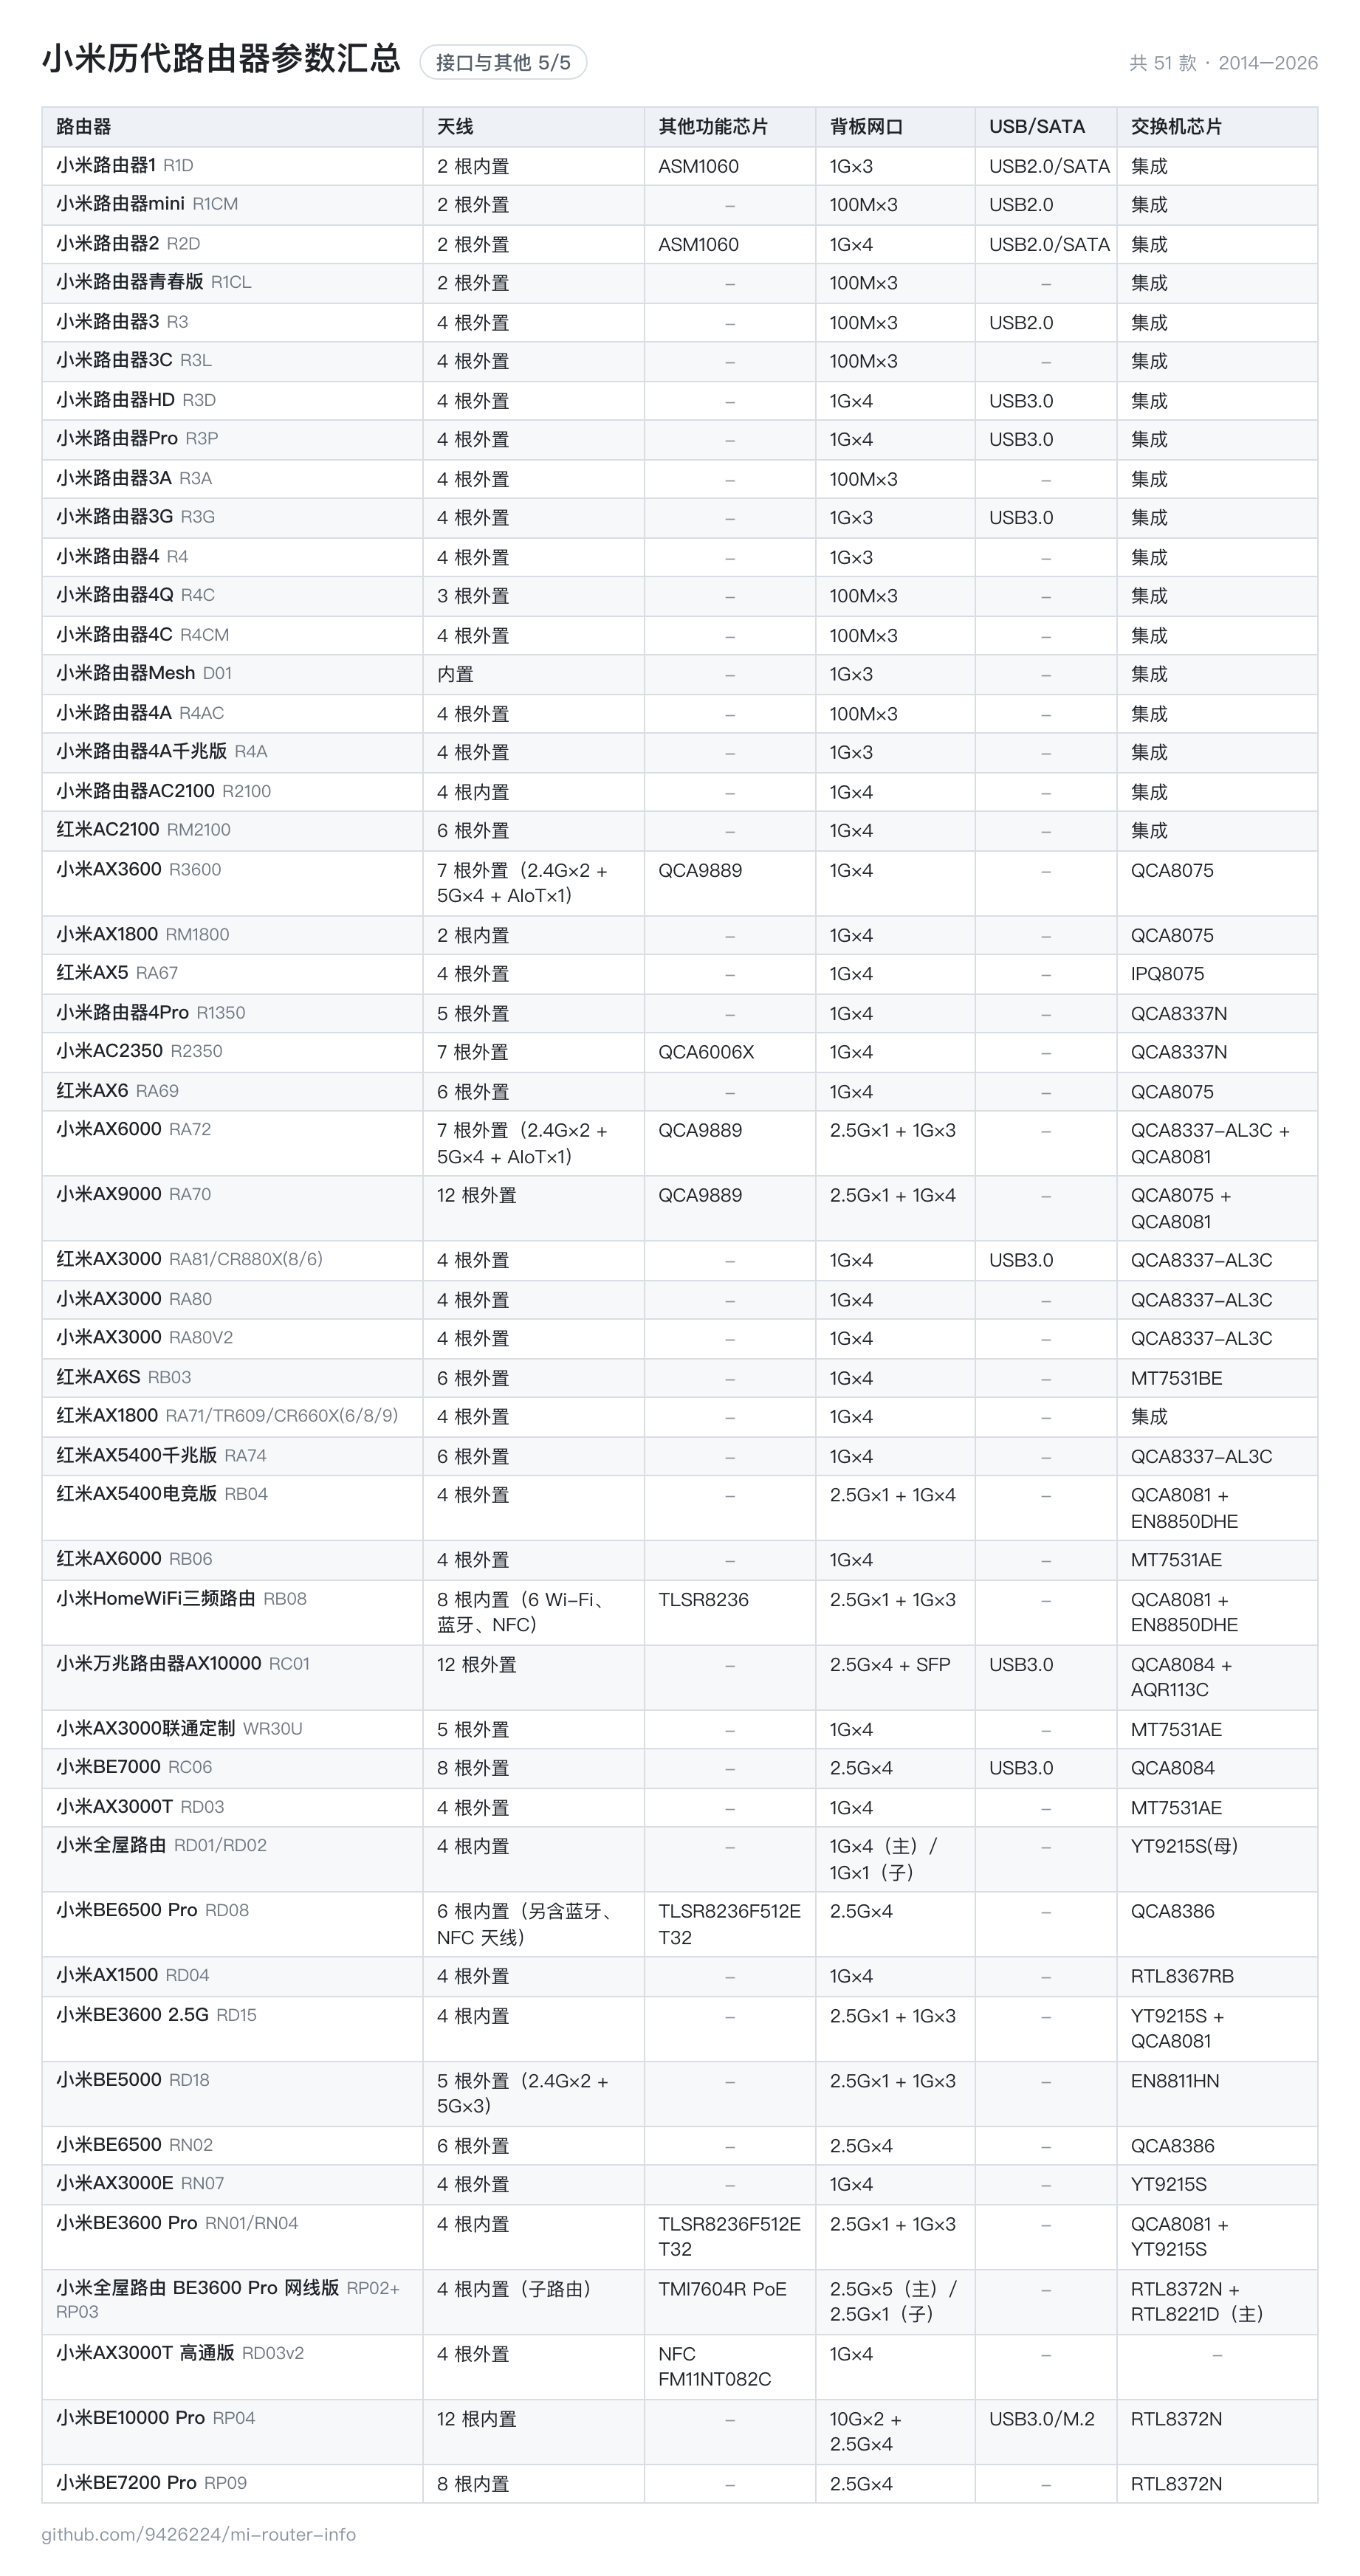 小米历代路由器参数汇总 接口与其他 5/5 共 51 款 · 2014—2026
路由器 天线 其他功能芯片 背板网口 USB/SATA 交换机芯片
小米路由器1 R1D 2 根内置 ASM1060 1G×3 USB2.0/SATA 集成
小米路由器mini R1CM 2 根外置 – 100M×3 USB2.0 集成
小米路由器2 R2D 2 根外置 ASM1060 1G×4 USB2.0/SATA 集成
小米路由器青春版 R1CL 2 根外置 – 100M×3 – 集成
小米路由器3 R3 4 根外置 – 100M×3 USB2.0 集成
小米路由器3C R3L 4 根外置 – 100M×3 – 集成
小米路由器HD R3D 4 根外置 – 1G×4 USB3.0 集成
小米路由器Pro R3P 4 根外置 – 1G×4 USB3.0 集成
小米路由器3A R3A 4 根外置 – 100M×3 – 集成
小米路由器3G R3G 4 根外置 – 1G×3 USB3.0 集成
小米路由器4 R4 4 根外置 – 1G×3 – 集成
小米路由器4Q R4C 3 根外置 – 100M×3 – 集成
小米路由器4C R4CM 4 根外置 – 100M×3 – 集成
小米路由器Mesh D01 内置 – 1G×3 – 集成
小米路由器4A R4AC 4 根外置 – 100M×3 – 集成
小米路由器4A千兆版 R4A 4 根外置 – 1G×3 – 集成
小米路由器AC2100 R2100 4 根内置 – 1G×4 – 集成
红米AC2100 RM2100 6 根外置 – 1G×4 – 集成
小米AX3600 R3600 7 根外置（2.4G×2 + QCA9889 1G×4 – QCA8075
5G×4 + AIoT×1）
小米AX1800 RM1800 2 根内置 – 1G×4 – QCA8075
红米AX5 RA67 4 根外置 – 1G×4 – IPQ8075
小米路由器4Pro R1350 5 根外置 – 1G×4 – QCA8337N
小米AC2350 R2350 7 根外置 QCA6006X 1G×4 – QCA8337N
红米AX6 RA69 6 根外置 – 1G×4 – QCA8075
小米AX6000 RA72 7 根外置（2.4G×2 + QCA9889 2.5G×1 + 1G×3 – QCA8337–AL3C +
5G×4 + AIoT×1） QCA8081
小米AX9000 RA70 12 根外置 QCA9889 2.5G×1 + 1G×4 – QCA8075 +
QCA8081
红米AX3000 RA81/CR880X(8/6) 4 根外置 – 1G×4 USB3.0 QCA8337–AL3C
小米AX3000 RA80 4 根外置 – 1G×4 – QCA8337–AL3C
小米AX3000 RA80V2 4 根外置 – 1G×4 – QCA8337–AL3C
红米AX6S RB03 6 根外置 – 1G×4 – MT7531BE
红米AX1800 RA71/TR609/CR660X(6/8/9) 4 根外置 – 1G×4 – 集成
红米AX5400千兆版 RA74 6 根外置 – 1G×4 – QCA8337–AL3C
红米AX5400电竞版 RB04 4 根外置 – 2.5G×1 + 1G×4 – QCA8081 +
EN8850DHE
红米AX6000 RB06 4 根外置 – 1G×4 – MT7531AE
小米HomeWiFi三频路由 RB08 8 根内置（6 Wi–Fi、 TLSR8236 2.5G×1 + 1G×3 – QCA8081 +
蓝牙、NFC） EN8850DHE
小米万兆路由器AX10000 RC01 12 根外置 – 2.5G×4 + SFP USB3.0 QCA8084 +
AQR113C
小米AX3000联通定制 WR30U 5 根外置 – 1G×4 – MT7531AE
小米BE7000 RC06 8 根外置 – 2.5G×4 USB3.0 QCA8084
小米AX3000T RD03 4 根外置 – 1G×4 – MT7531AE
小米全屋路由 RD01/RD02 4 根内置 – 1G×4（主）/ – YT9215S(母)
1G×1（子）
小米BE6500 Pro RD08 6 根内置（另含蓝牙、 TLSR8236F512E 2.5G×4 – QCA8386
NFC 天线） T32
小米AX1500 RD04 4 根外置 – 1G×4 – RTL8367RB
小米BE3600 2.5G RD15 4 根内置 – 2.5G×1 + 1G×3 – YT9215S +
QCA8081
小米BE5000 RD18 5 根外置（2.4G×2 + – 2.5G×1 + 1G×3 – EN8811HN
5G×3）
小米BE6500 RN02 6 根外置 – 2.5G×4 – QCA8386
小米AX3000E RN07 4 根外置 – 1G×4 – YT9215S
小米BE3600 Pro RN01/RN04 4 根内置 TLSR8236F512E 2.5G×1 + 1G×3 – QCA8081 +
T32 YT9215S
小米全屋路由 BE3600 Pro 网线版 RP02+ 4 根内置（子路由） TMI7604R PoE 2.5G×5（主）/ – RTL8372N +
RP03 2.5G×1（子） RTL8221D（主）
小米AX3000T 高通版 RD03v2 4 根外置 NFC 1G×4 – –
FM11NT082C
小米BE10000 Pro RP04 12 根内置 – 10G×2 + USB3.0/M.2 RTL8372N
2.5G×4
小米BE7200 Pro RP09 8 根内置 – 2.5G×4 – RTL8372N
github.com/9426224/mi–router–info